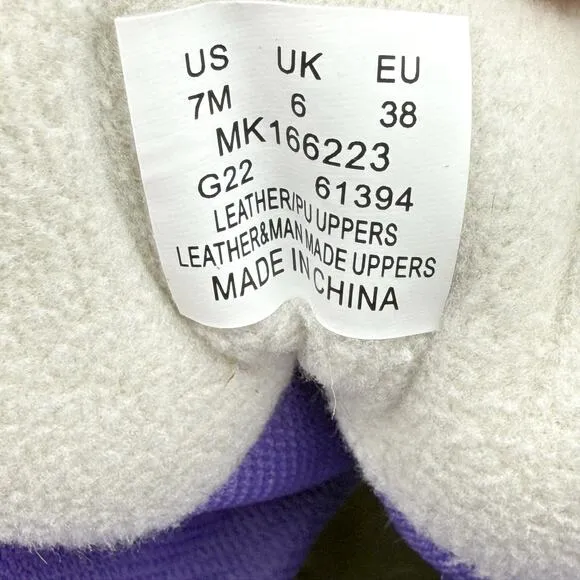 US UK EU
7M 6 38
MK166223
G22 61394
LEATHER/PU UPPERS
LEATHER&MAN MADE UPPERS
MADE IN CHINA